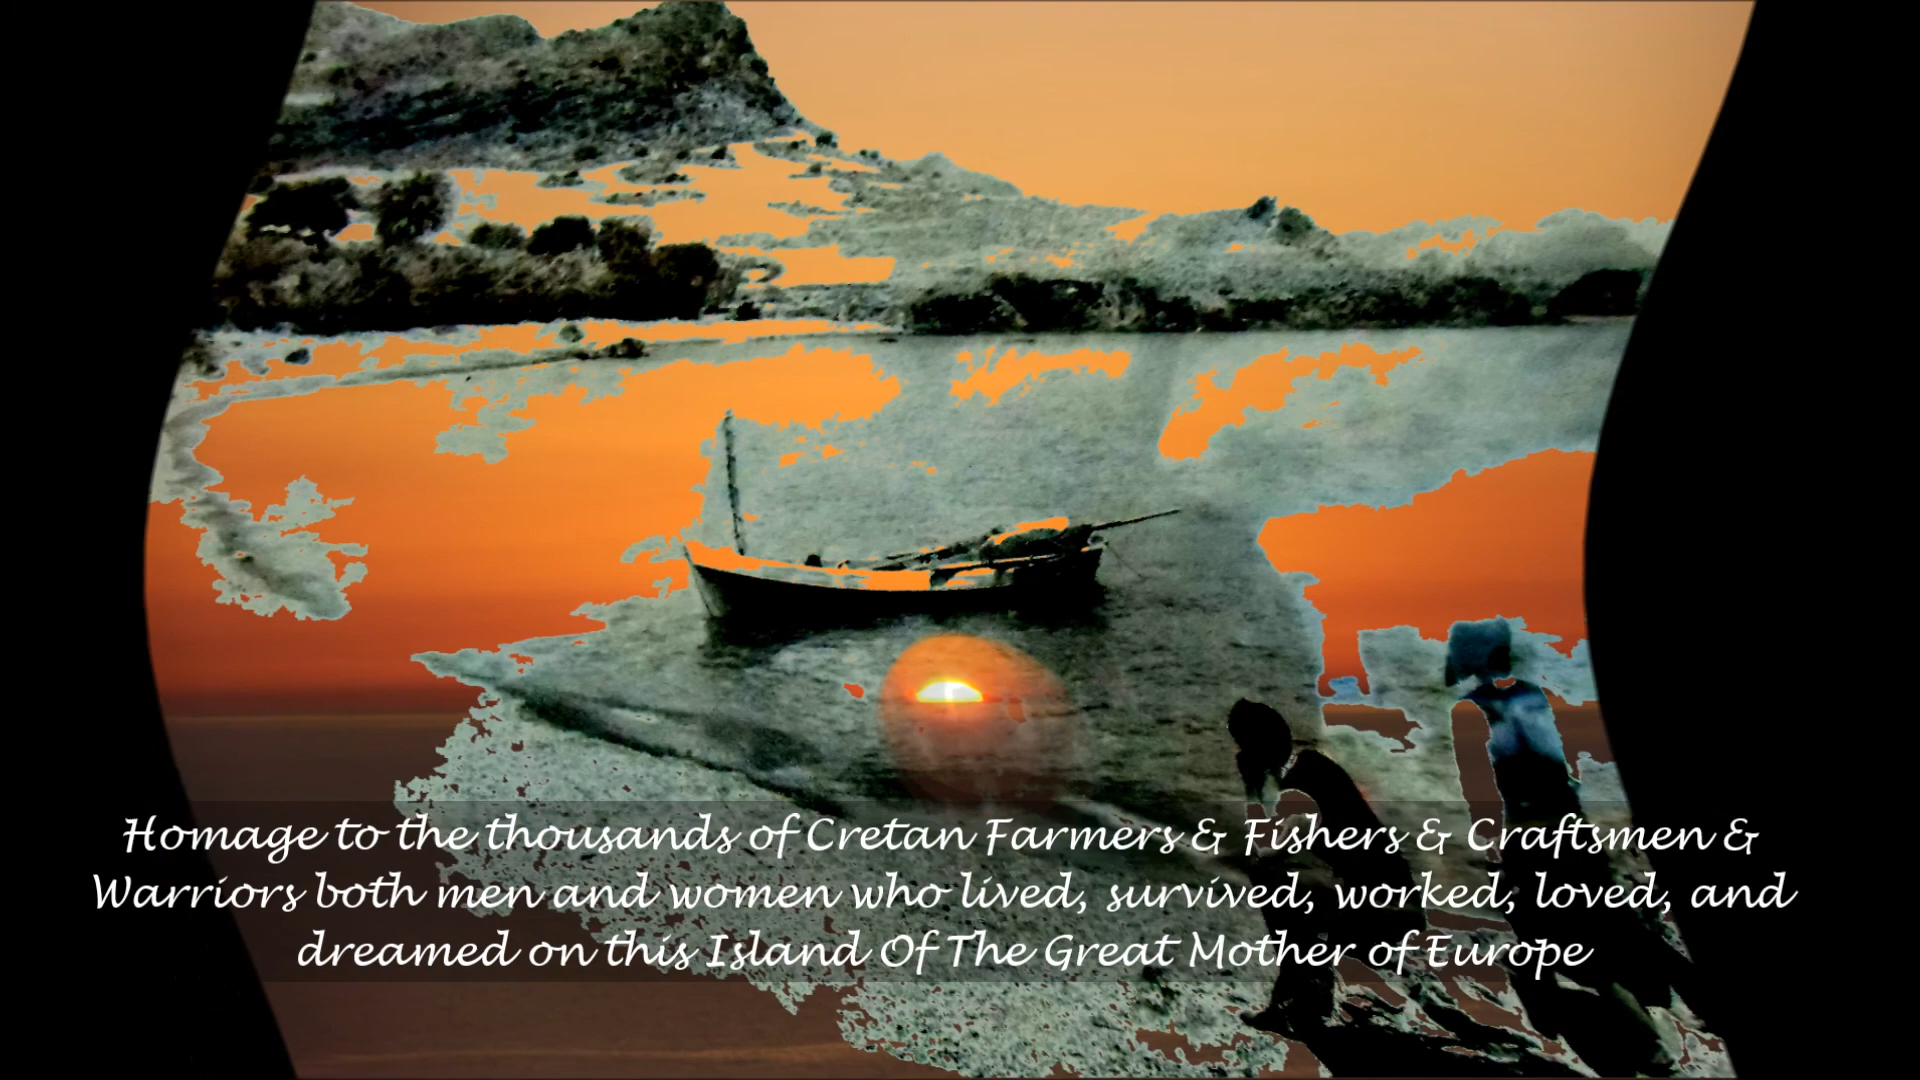 Homage to the thousands of Cretan Farmers & Fishers & Craftsmen &
Warriors both men and women who lived, survived, worked, loved, and
dreamed on this Island Of The Great Mother of Europe